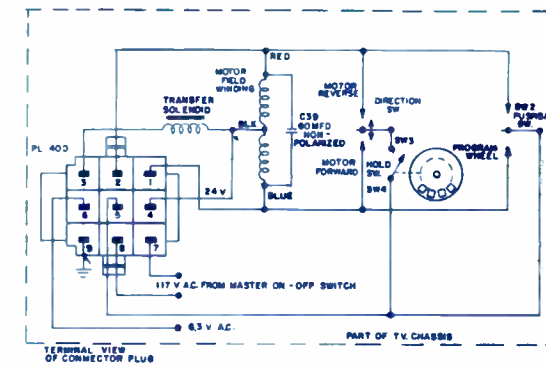 RED
MOTOR
FIELD
WINDING
MOTOR
REVERSE
DIRECTION
SW.
SW2
TRANSFER
SOLENOID
BLK
C39
60 MFD
NON-
POLARIZED
PL 400
SW3
PROGRAM
WHEEL
MOTOR
FORWARD
HOLD
SW.
SW4
3 2 1
24 V
BLUE
6 5 4
9 8 7
117 V A.C. FROM MASTER ON-OFF SWITCH
6.3 V A.C.
PART OF T.V. CHASSIS
TERMINAL VIEW
OF CONNECTOR PLUG